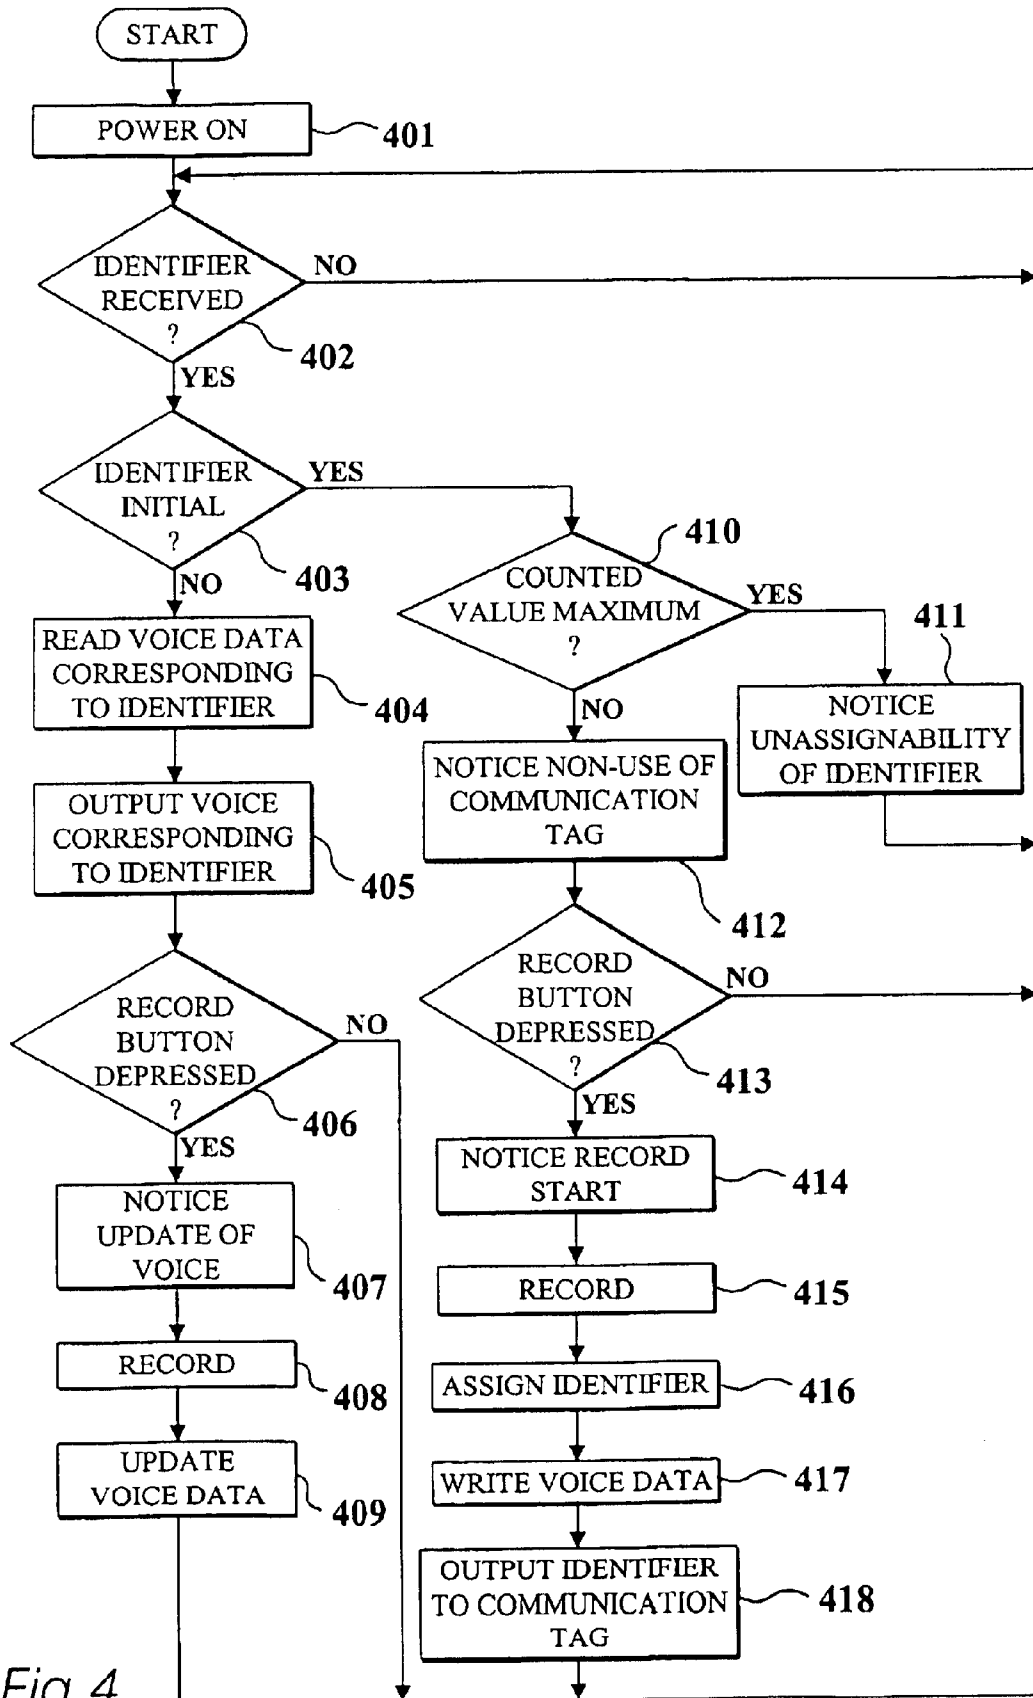 START
POWER ON
401
IDENTIFIER
RECEIVED
?
NO
402
YES
IDENTIFIER
INITIAL
?
YES
403
NO
READ VOICE DATA
CORRESPONDING
TO IDENTIFIER
404
OUTPUT VOICE
CORRESPONDING
TO IDENTIFIER
405
RECORD
BUTTON
DEPRESSED
?
NO
406
YES
NOTICE
UPDATE OF
VOICE
407
RECORD
408
UPDATE
VOICE DATA
409
410
COUNTED
VALUE MAXIMUM
?
YES
411
NOTICE
UNASSIGNABILITY
OF IDENTIFIER
NO
NOTICE NON-USE OF
COMMUNICATION
TAG
412
RECORD
BUTTON
DEPRESSED
?
NO
413
YES
NOTICE RECORD
START
414
RECORD
415
ASSIGN IDENTIFIER
416
WRITE VOICE DATA
417
OUTPUT IDENTIFIER
TO COMMUNICATION
TAG
418
Fig 4